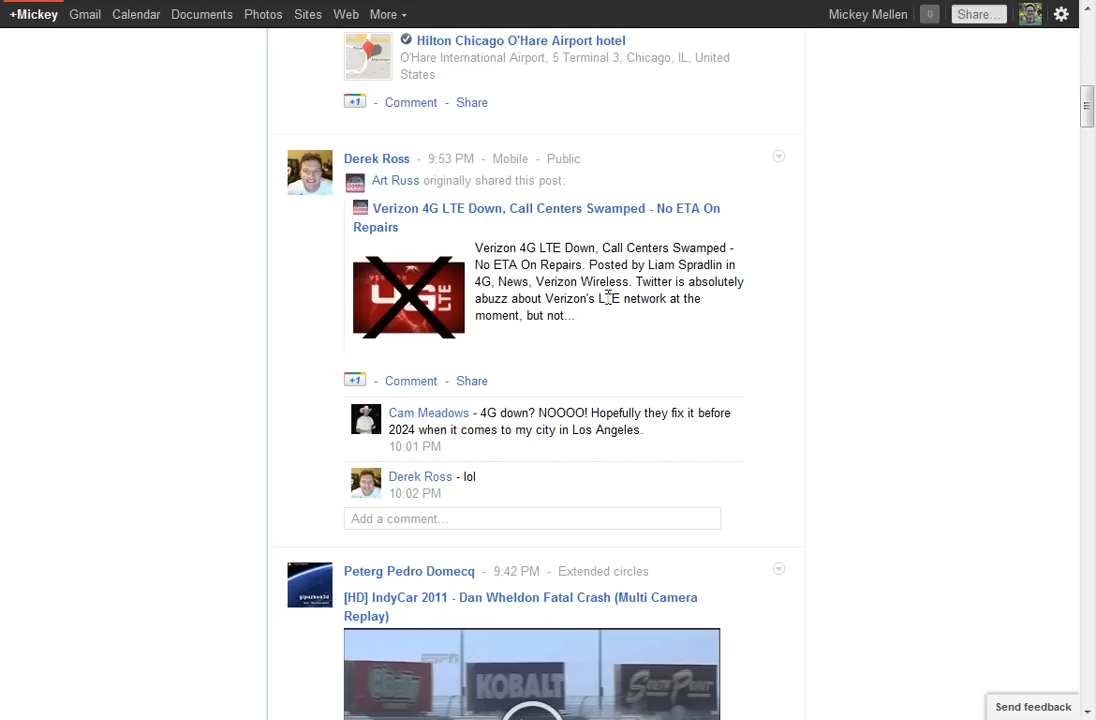 +Mickey Gmail Calendar Documents Photos Sites Web More Mickey Mellen 0 Share...
Hilton Chicago O'Hare Airport hotel
O'Hare International Airport, 5 Terminal 3, Chicago, IL, United
States
+1 - Comment - Share
Derek Ross - 9:53 PM - Mobile - Public
Art Russ originally shared this post:
Verizon 4G LTE Down, Call Centers Swamped - No ETA On
Repairs
Verizon 4G LTE Down, Call Centers Swamped -
No ETA On Repairs. Posted by Liam Spradlin in
4G, News, Verizon Wireless. Twitter is absolutely
abuzz about Verizon's LTE network at the
moment, but not...
4G LTE
+1 - Comment - Share
Cam Meadows - 4G down? NOOOO! Hopefully they fix it before
2024 when it comes to my city in Los Angeles.
10:01 PM
Derek Ross - lol
10:02 PM
Add a comment...
Peterg Pedro Domecq - 9:42 PM - Extended circles
[HD] IndyCar 2011 - Dan Wheldon Fatal Crash (Multi Camera
Replay)
KOBALT
SOUTH POINT
Send feedback